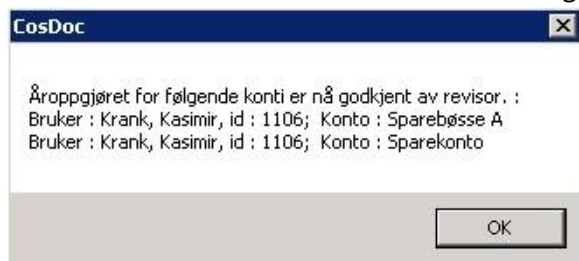 CosDoc
Åroppgjøret for følgende konti er nå godkjent av revisor. :
Bruker : Krank, Kasimir, id : 1106; Konto : Sparebøsse A
Bruker : Krank, Kasimir, id : 1106; Konto : Sparekonto
OK